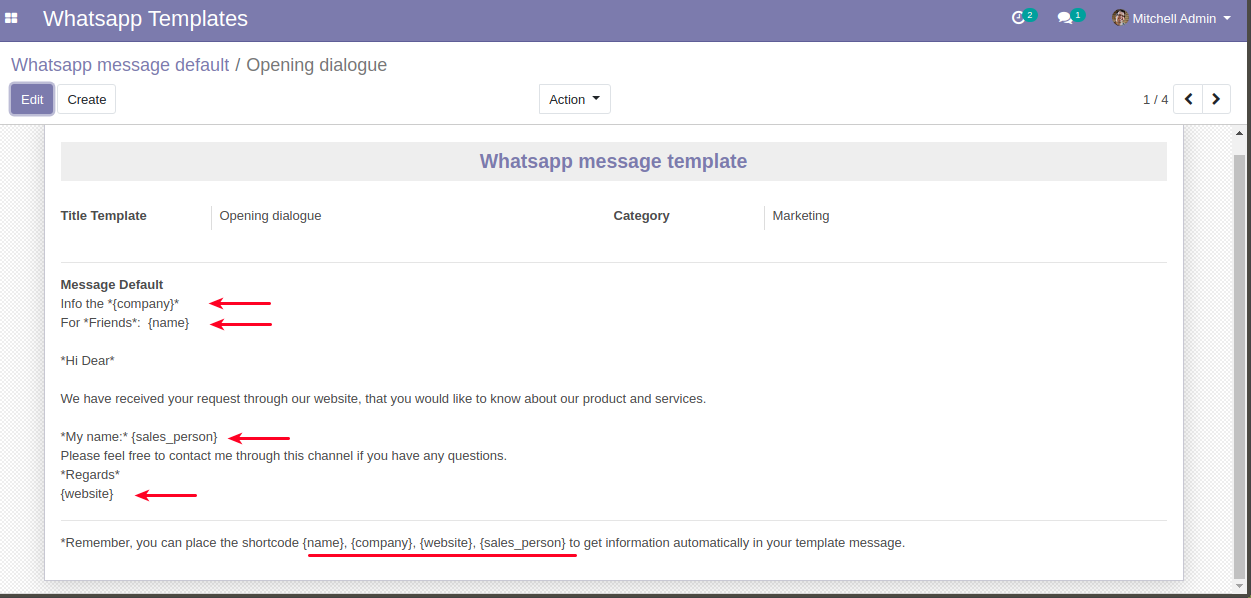 Whatsapp Templates
2
1
Mitchell Admin
Whatsapp message default / Opening dialogue
Edit
Create
Action
1 / 4
Whatsapp message template
Title Template
Opening dialogue
Category
Marketing
Message Default
Info the *{company}*
For *Friends*:  {name}
*Hi Dear*
We have received your request through our website, that you would like to know about our product and services.
*My name:* {sales_person}
Please feel free to contact me through this channel if you have any questions.
*Regards*
{website}
*Remember, you can place the shortcode {name}, {company}, {website}, {sales_person} to get information automatically in your template message.